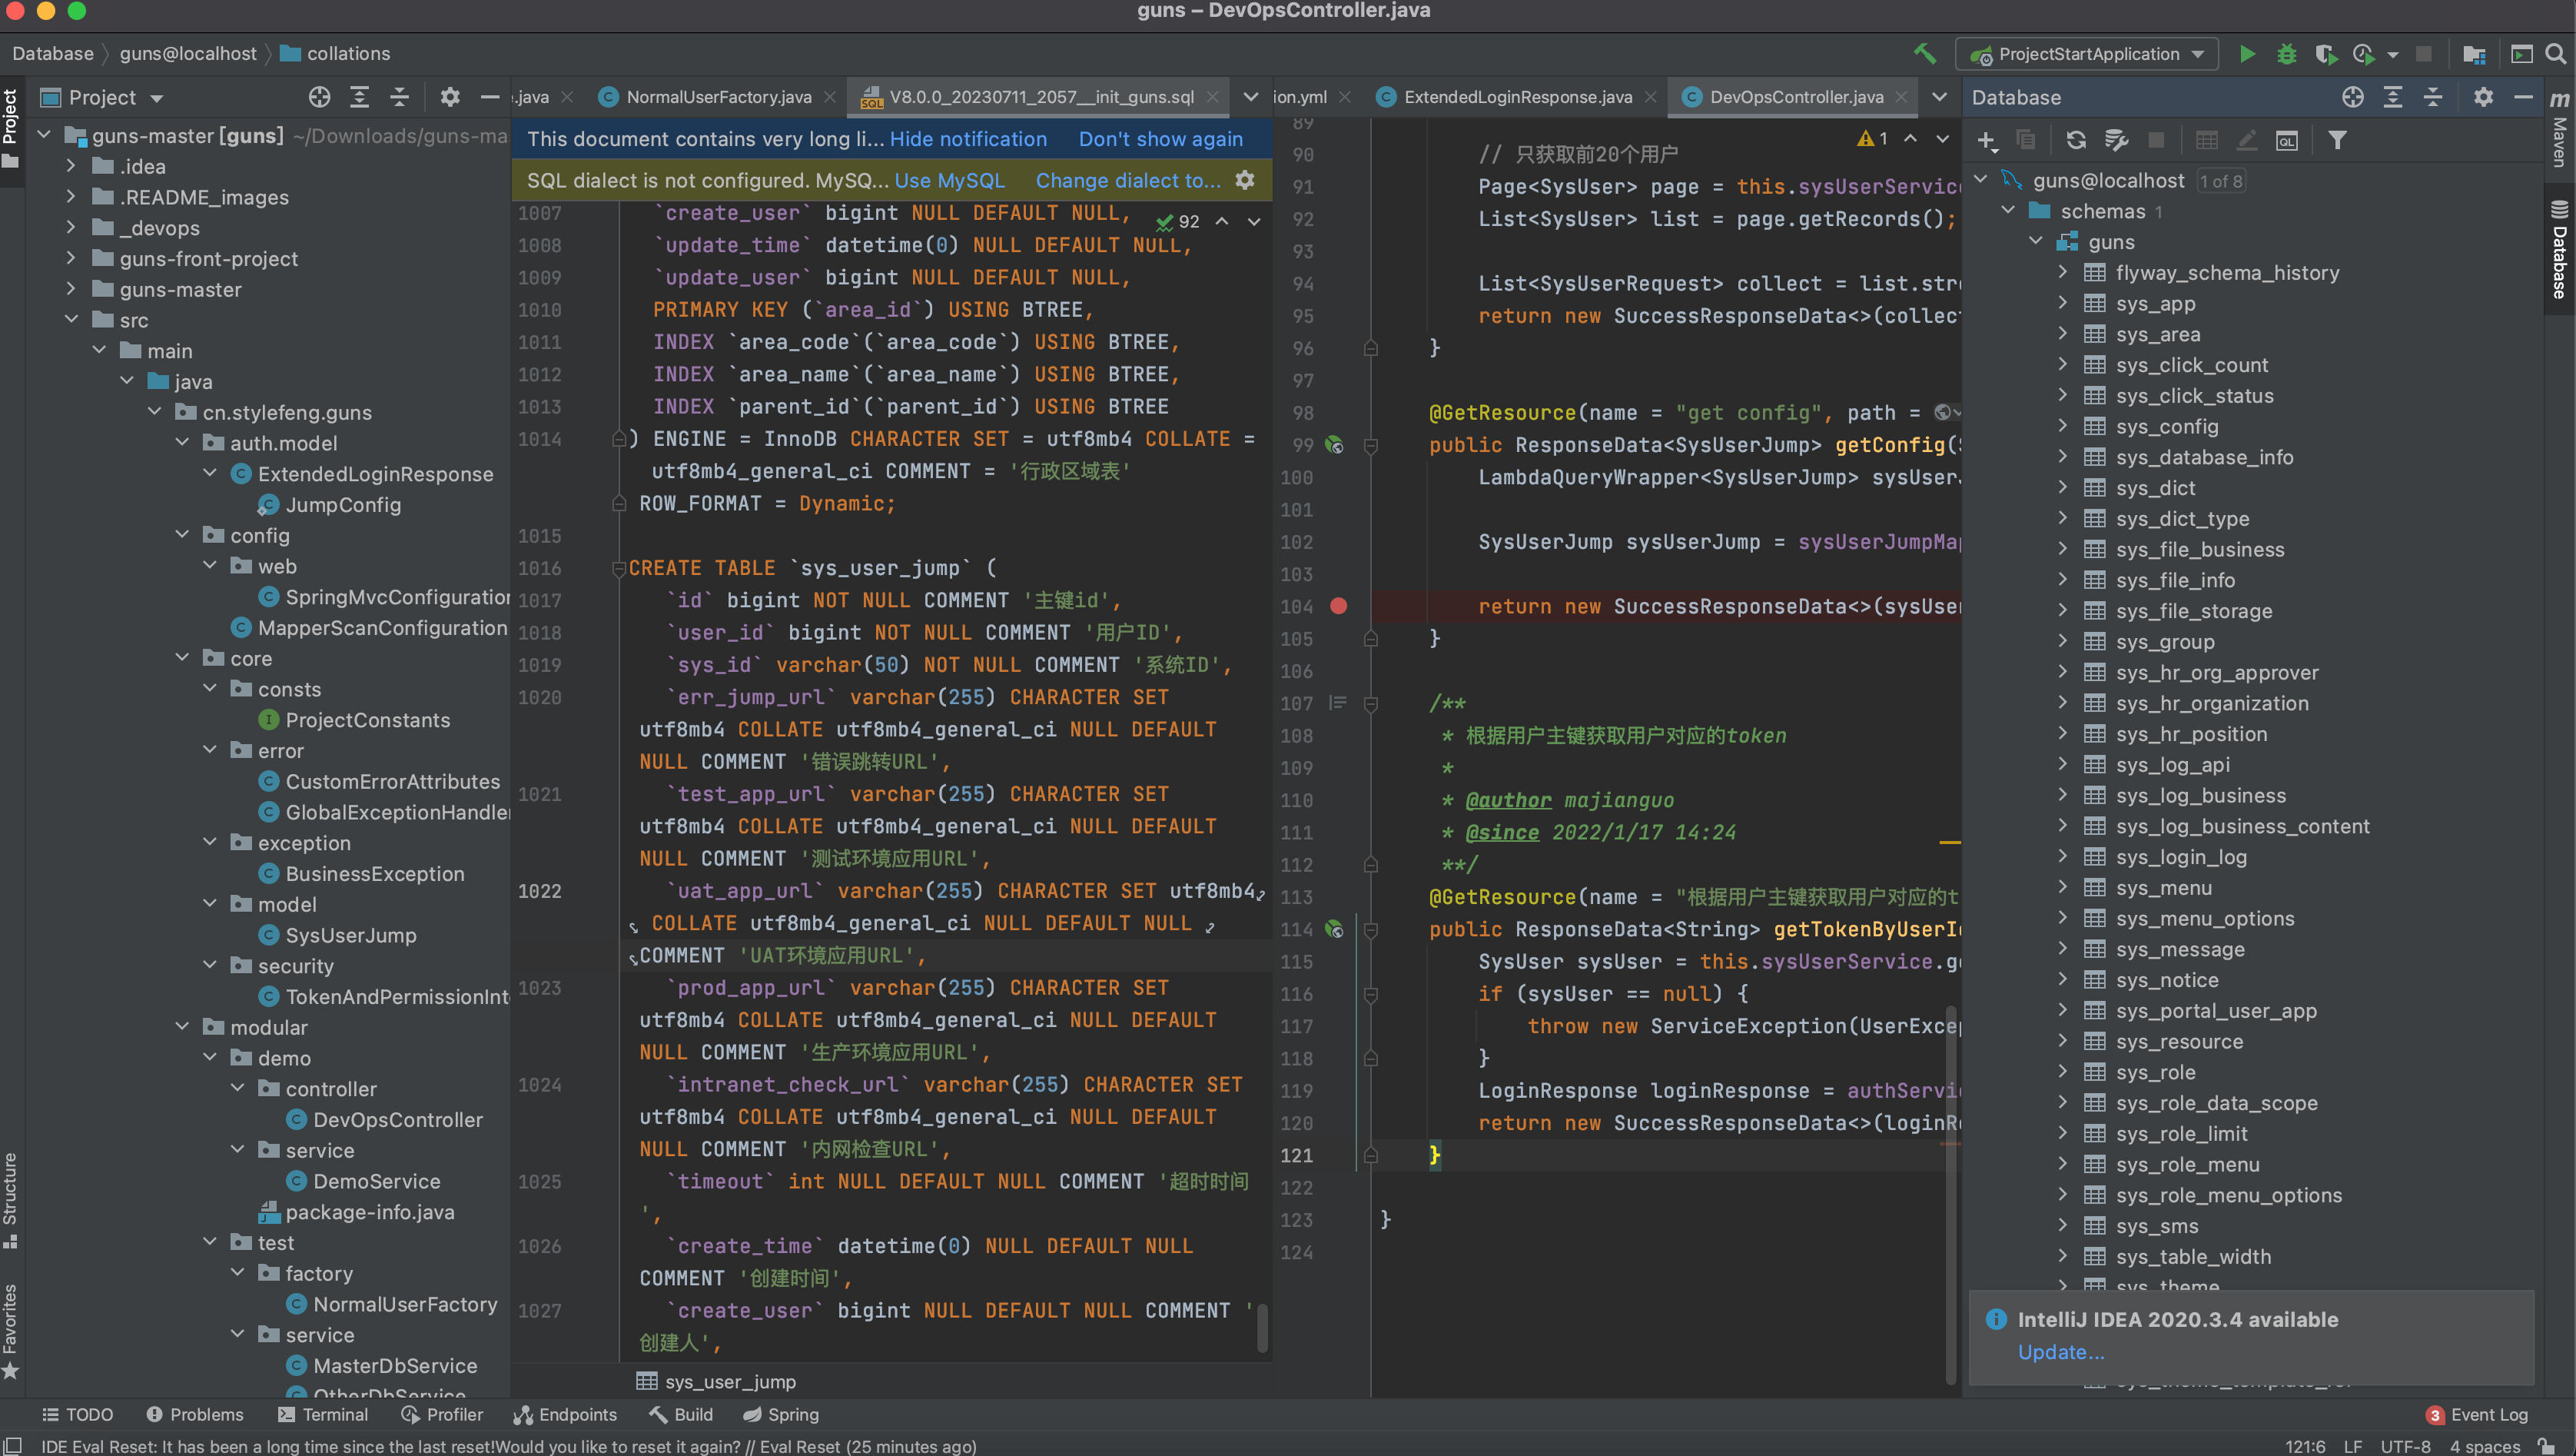 guns – DevOpsController.java
Database guns@localhost collations
ProjectStartApplication
Project
.java NormalUserFactory.java V8.0.0_20230711_2057__init_guns.sql
ion.yml ExtendedLoginResponse.java DevOpsController.java
Database
Project
guns-master [guns] ~/Downloads/guns-ma
.idea
.README_images
_devops
guns-front-project
guns-master
src
main
java
cn.stylefeng.guns
auth.model
ExtendedLoginResponse
JumpConfig
config
web
SpringMvcConfiguration
MapperScanConfiguration
core
consts
ProjectConstants
error
CustomErrorAttributes
GlobalExceptionHandler
exception
BusinessException
model
SysUserJump
security
TokenAndPermissionInt
modular
demo
controller
DevOpsController
service
DemoService
package-info.java
test
factory
NormalUserFactory
service
MasterDbService
OtherDbService
Structure
Favorites
This document contains very long li... Hide notification Don't show again
SQL dialect is not configured. MySQ... Use MySQL Change dialect to...
92
1007 `create_user` bigint NULL DEFAULT NULL,
1008 `update_time` datetime(0) NULL DEFAULT NULL,
1009 `update_user` bigint NULL DEFAULT NULL,
1010 PRIMARY KEY (`area_id`) USING BTREE,
1011 INDEX `area_code`(`area_code`) USING BTREE,
1012 INDEX `area_name`(`area_name`) USING BTREE,
1013 INDEX `parent_id`(`parent_id`) USING BTREE
1014 ) ENGINE = InnoDB CHARACTER SET = utf8mb4 COLLATE =
utf8mb4_general_ci COMMENT = '行政区域表'
ROW_FORMAT = Dynamic;
1015
1016 CREATE TABLE `sys_user_jump` (
1017 `id` bigint NOT NULL COMMENT '主键id',
1018 `user_id` bigint NOT NULL COMMENT '用户ID',
1019 `sys_id` varchar(50) NOT NULL COMMENT '系统ID',
1020 `err_jump_url` varchar(255) CHARACTER SET
utf8mb4 COLLATE utf8mb4_general_ci NULL DEFAULT
NULL COMMENT '错误跳转URL',
1021 `test_app_url` varchar(255) CHARACTER SET
utf8mb4 COLLATE utf8mb4_general_ci NULL DEFAULT
NULL COMMENT '测试环境应用URL',
1022 `uat_app_url` varchar(255) CHARACTER SET utf8mb4
COLLATE utf8mb4_general_ci NULL DEFAULT NULL
COMMENT 'UAT环境应用URL',
1023 `prod_app_url` varchar(255) CHARACTER SET
utf8mb4 COLLATE utf8mb4_general_ci NULL DEFAULT
NULL COMMENT '生产环境应用URL',
1024 `intranet_check_url` varchar(255) CHARACTER SET
utf8mb4 COLLATE utf8mb4_general_ci NULL DEFAULT
NULL COMMENT '内网检查URL',
1025 `timeout` int NULL DEFAULT NULL COMMENT '超时时间
',
1026 `create_time` datetime(0) NULL DEFAULT NULL
COMMENT '创建时间',
1027 `create_user` bigint NULL DEFAULT NULL COMMENT '
创建人',
sys_user_jump
1
89
90 // 只获取前20个用户
91 Page<SysUser> page = this.sysUserServic
92 List<SysUser> list = page.getRecords();
93
94 List<SysUserRequest> collect = list.stre
95 return new SuccessResponseData<>(collect
96 }
97
98 @GetResource(name = "get config", path =
99 public ResponseData<SysUserJump> getConfig(S
100 LambdaQueryWrapper<SysUserJump> sysUserJ
101
102 SysUserJump sysUserJump = sysUserJumpMap
103
104 return new SuccessResponseData<>(sysUser
105 }
106
107 /**
108 * 根据用户主键获取用户对应的token
109 *
110 * @author majianguo
111 * @since 2022/1/17 14:24
112 **/
113 @GetResource(name = "根据用户主键获取用户对应的t
114 public ResponseData<String> getTokenByUserId
115 SysUser sysUser = this.sysUserService.ge
116 if (sysUser == null) {
117 throw new ServiceException(UserExcep
118 }
119 LoginResponse loginResponse = authServic
120 return new SuccessResponseData<>(loginRe
121 }
122
123 }
124
guns@localhost 1 of 8
schemas 1
guns
flyway_schema_history
sys_app
sys_area
sys_click_count
sys_click_status
sys_config
sys_database_info
sys_dict
sys_dict_type
sys_file_business
sys_file_info
sys_file_storage
sys_group
sys_hr_org_approver
sys_hr_organization
sys_hr_position
sys_log_api
sys_log_business
sys_log_business_content
sys_login_log
sys_menu
sys_menu_options
sys_message
sys_notice
sys_portal_user_app
sys_resource
sys_role
sys_role_data_scope
sys_role_limit
sys_role_menu
sys_role_menu_options
sys_sms
sys_table_width
sys_theme
IntelliJ IDEA 2020.3.4 available
Update...
Maven
Database
TODO Problems Terminal Profiler Endpoints Build Spring
3 Event Log
IDE Eval Reset: It has been a long time since the last reset!Would you like to reset it again? // Eval Reset (25 minutes ago)
121:6 LF UTF-8 4 spaces